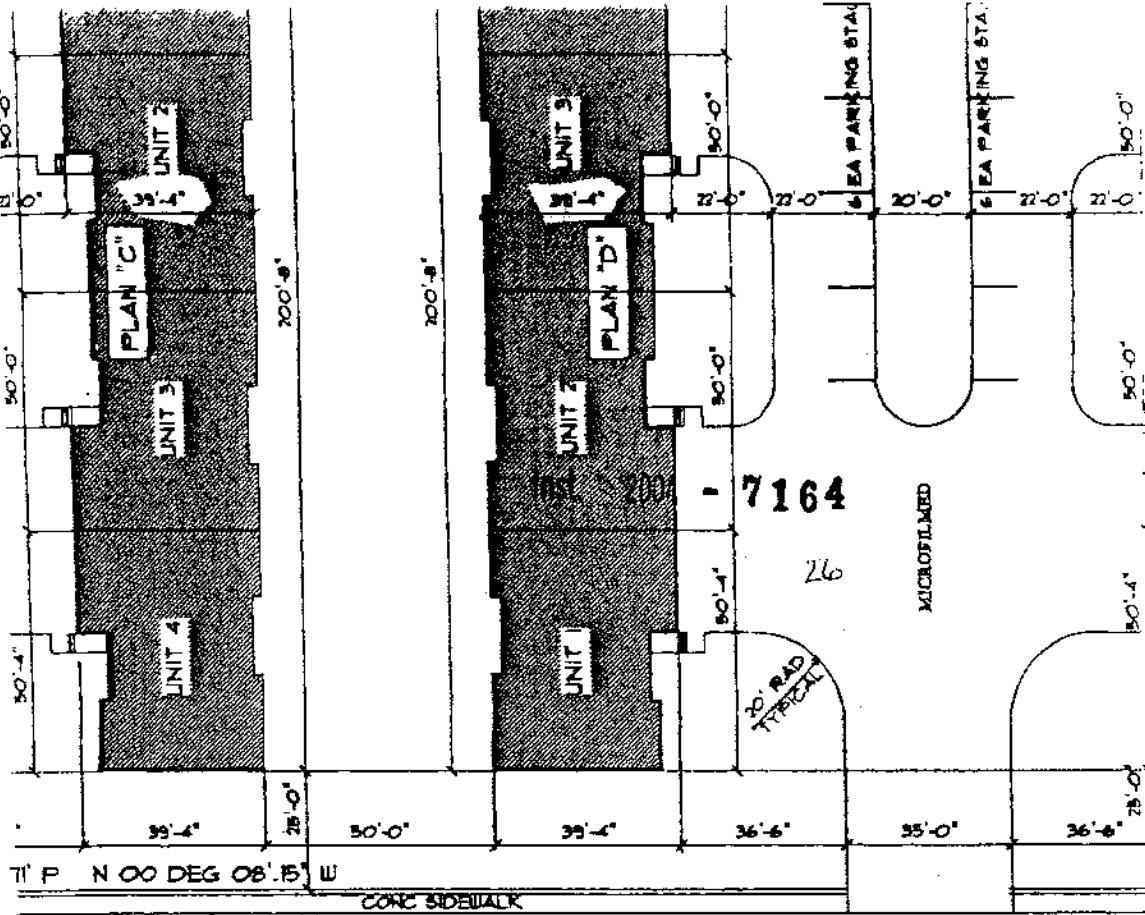 6 EA PARKING STA
6 EA PARKING STA
UNIT 2
UNIT 3
50'-0"
50'-0"
50'-0"
39'-4"
39'-4"
22'-0"
22'-0"
20'-0"
22'-0"
22'-0"
PLAN "C"
PLAN "D"
200'-8"
200'-8"
50'-0"
50'-0"
50'-0"
UNIT 3
UNIT 2
Inst. 200
- 7164
26
MICROFILMED
50'-4"
50'-4"
50'-4"
UNIT 4
UNIT 1
20' RAD
TYPICAL
25'-0"
25'-0"
39'-4"
50'-0"
39'-4"
36'-6"
35'-0"
36'-6"
71' P N 00 DEG 08'.15" W
CONC SIDEWALK